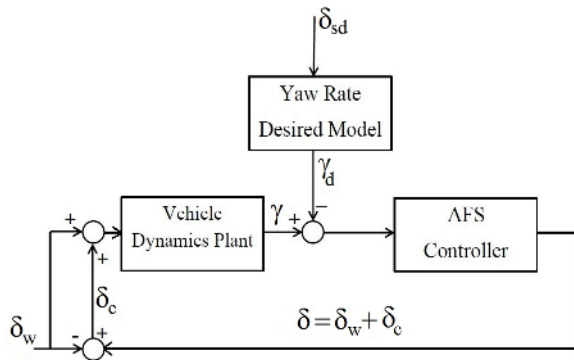 δsd
Yaw Rate
Desired Model
γd
−
+
Vehicle
Dynamics Plant
γ
+
AFS
Controller
+
δc
δ=δw+δc
δw
-
+